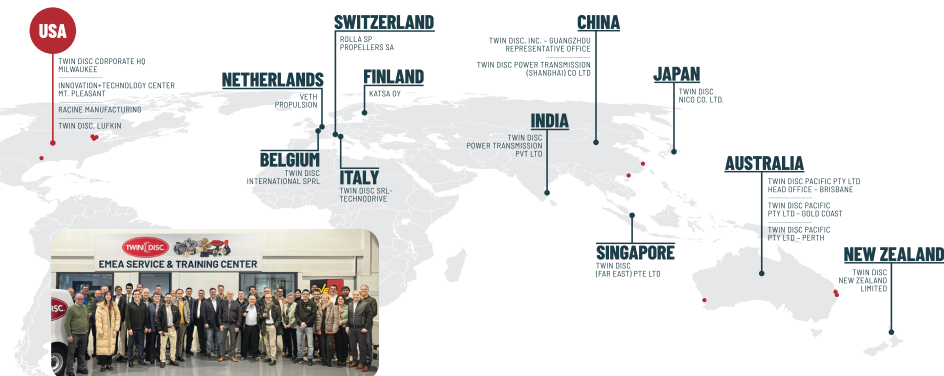 USA
TWIN DISC CORPORATE HQ
MILWAUKEE
INNOVATION+TECHNOLOGY CENTER
MT. PLEASANT
RACINE MANUFACTURING
TWIN DISC, LUFKIN
NETHERLANDS
VETH
PROPULSION
SWITZERLAND
ROLLA SP
PROPELLERS SA
FINLAND
KATSA OY
BELGIUM
TWIN DISC
INTERNATIONAL SPRL
ITALY
TWIN DISC SRL-
TECHNODRIVE
CHINA
TWIN DISC, INC. – GUANGZHOU
REPRESENTATIVE OFFICE
TWIN DISC POWER TRANSMISSION
(SHANGHAI) CO LTD
JAPAN
TWIN DISC
NICO CO. LTD.
INDIA
TWIN DISC
POWER TRANSMISSION
PVT LTD
SINGAPORE
TWIN DISC
(FAR EAST) PTE LTD
AUSTRALIA
TWIN DISC PACIFIC PTY LTD
HEAD OFFICE – BRISBANE
TWIN DISC PACIFIC
PTY LTD - GOLD COAST
TWIN DISC PACIFIC
PTY LTD – PERTH
NEW ZEALAND
TWIN DISC
NEW ZEALAND
LIMITED
TWIN DISC
EMEA SERVICE & TRAINING CENTER